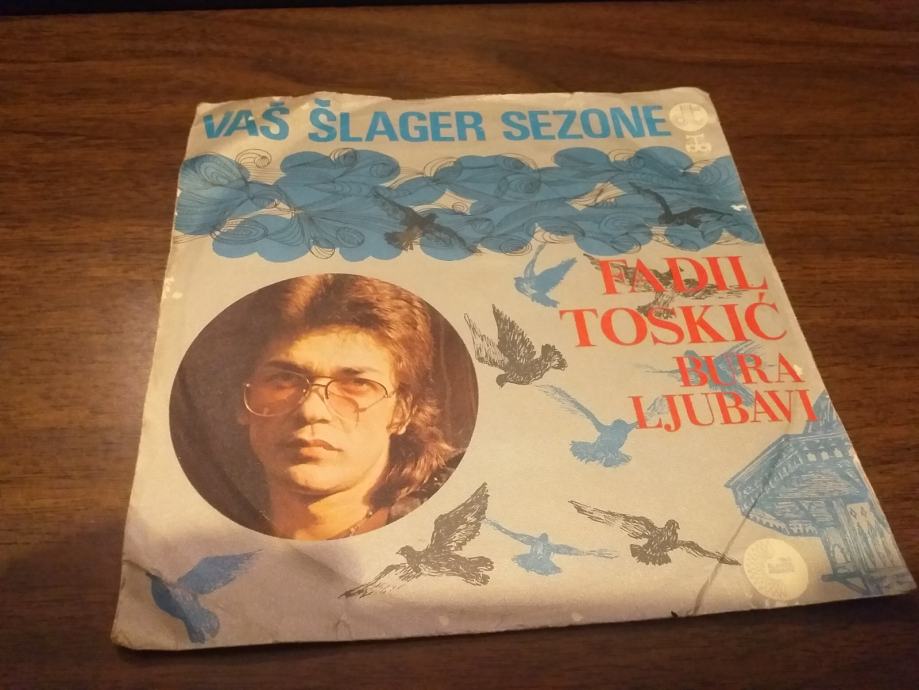 VAŠ ŠLAGER SEZONE
FADIL
TOSKIĆ
BURA
LJUBAVI